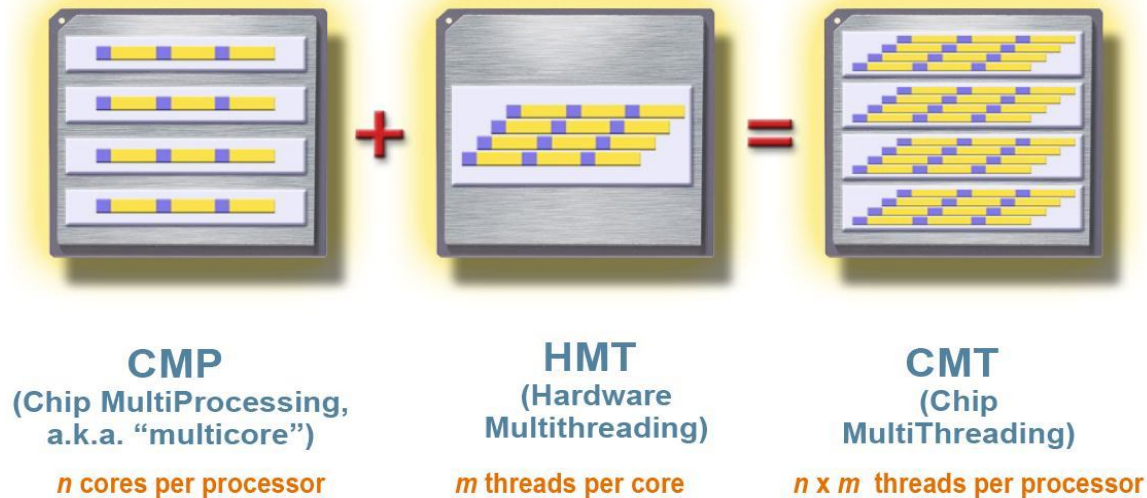 CMP
(Chip MultiProcessing,
a.k.a. “multicore”)
n cores per processor
HMT
(Hardware
Multithreading)
m threads per core
CMT
(Chip
MultiThreading)
n x m threads per processor